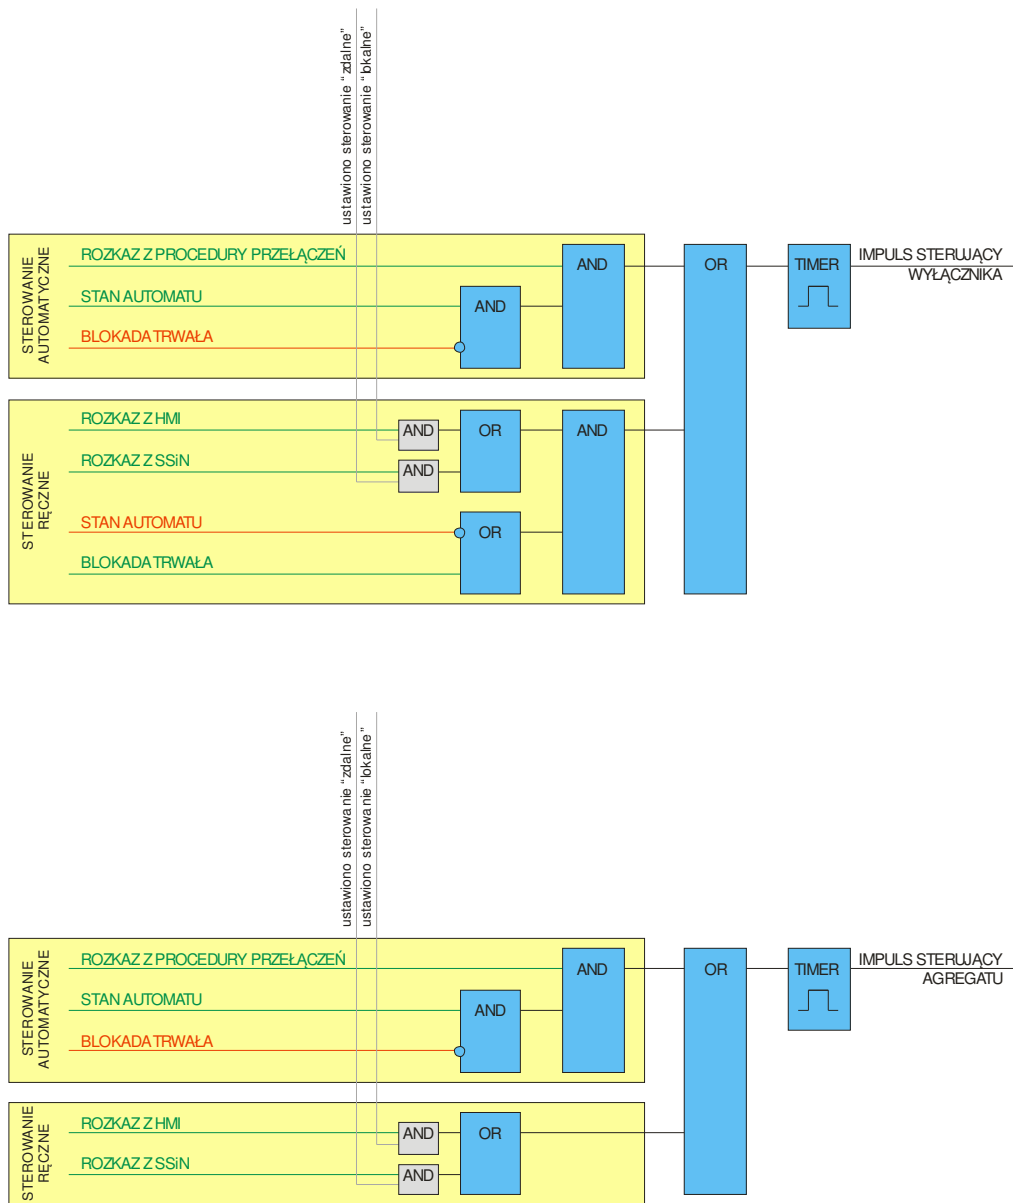 ustawiono sterowanie “zdalne”
ustawiono sterowanie “lokalne”
STEROWANIE
AUTOMATYCZNE
ROZKAZ Z PROCEDURY PRZEŁĄCZEŃ
STAN AUTOMATU
BLOKADA TRWAŁA
AND
AND
OR
TIMER
IMPULS STERUJĄCY
WYŁĄCZNIKA
STEROWANIE
RĘCZNE
ROZKAZ Z HMI
ROZKAZ Z SSiN
STAN AUTOMATU
BLOKADA TRWAŁA
AND
AND
OR
OR
AND
ustawiono sterowanie “zdalne”
ustawiono sterowanie “lokalne”
STEROWANIE
AUTOMATYCZNE
ROZKAZ Z PROCEDURY PRZEŁĄCZEŃ
STAN AUTOMATU
BLOKADA TRWAŁA
AND
AND
OR
TIMER
IMPULS STERUJĄCY
AGREGATU
STEROWANIE
RĘCZNE
ROZKAZ Z HMI
ROZKAZ Z SSiN
AND
AND
OR